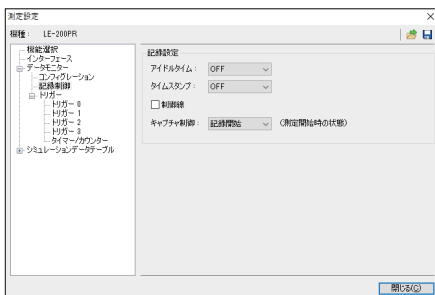 測定設定
機種： LE-200PR
機能選択
インターフェース
データモニター
コンフィグレーション
記録制御
トリガー
トリガー 0
トリガー 1
トリガー 2
トリガー 3
タイマー/カウンター
シミュレーションデータテーブル
記録設定
アイドルタイム： OFF
タイムスタンプ： OFF
制御線
キャプチャ制御： 記録開始 (測定開始時の状態)
閉じる(C)